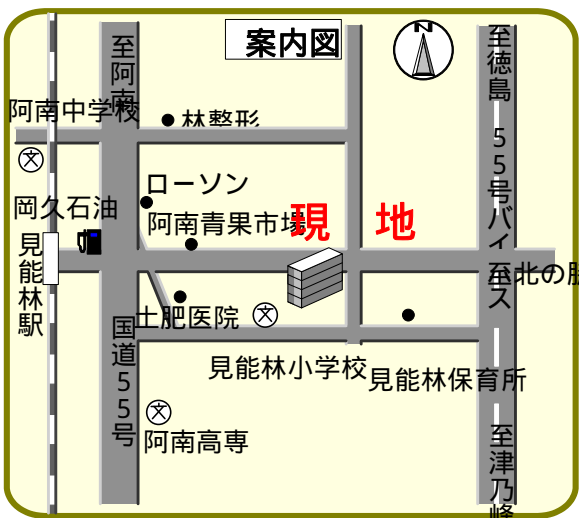 案内図
N
至阿南
至徳島
55号バイパス
阿南中学校
林整形
文
ローソン
岡久石油
阿南青果市場
現 地
見能林駅
北の脇
土肥医院
文
国道55号
見能林小学校
見能林保育所
文
阿南高専
至津乃峰